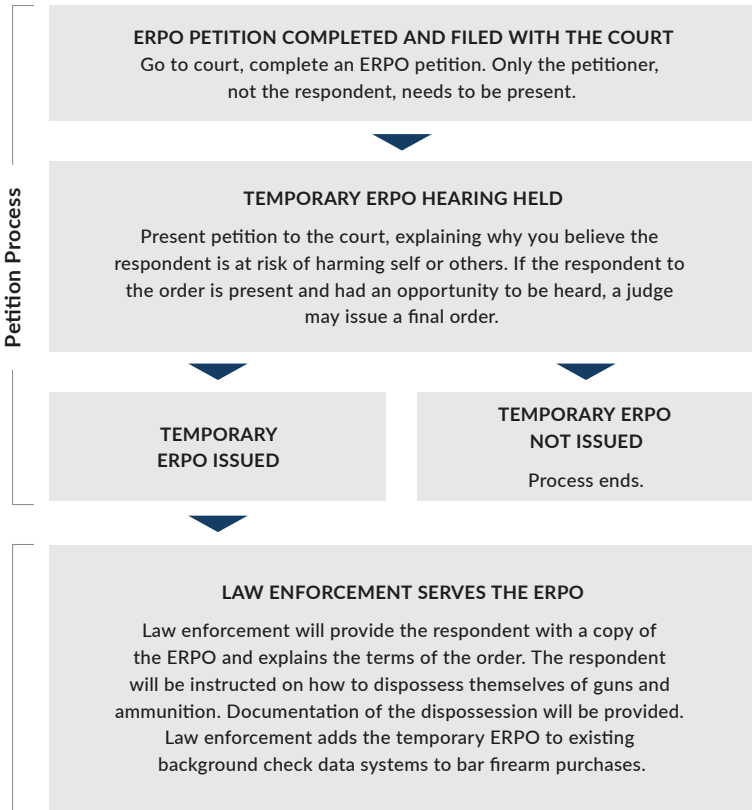 ERPO PETITION COMPLETED AND FILED WITH THE COURT
Go to court, complete an ERPO petition. Only the petitioner,
not the respondent, needs to be present.
Petition Process
TEMPORARY ERPO HEARING HELD
Present petition to the court, explaining why you believe the
respondent is at risk of harming self or others. If the respondent to
the order is present and had an opportunity to be heard, a judge
may issue a final order.
TEMPORARY
ERPO ISSUED
TEMPORARY ERPO
NOT ISSUED
Process ends.
LAW ENFORCEMENT SERVES THE ERPO
Law enforcement will provide the respondent with a copy of
the ERPO and explains the terms of the order. The respondent
will be instructed on how to dispossess themselves of guns and
ammunition. Documentation of the dispossession will be provided.
Law enforcement adds the temporary ERPO to existing
background check data systems to bar firearm purchases.